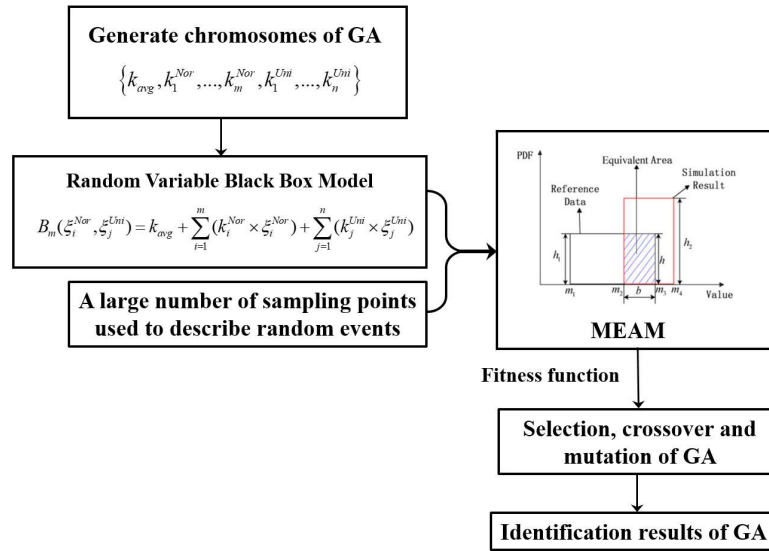 Generate chromosomes of GA
{k_avg, k_1^Nor, ..., k_m^Nor, k_1^Uni, ..., k_n^Uni}
Random Variable Black Box Model
B_m(ξ_i^Nor, ξ_j^Uni) = k_avg + ∑_{i=1}^{m}(k_i^Nor × ξ_i^Nor) + ∑_{j=1}^{n}(k_j^Uni × ξ_j^Uni)
A large number of sampling points
used to describe random events
PDF
Equivalent Area
Simulation
Result
Reference
Data
h_1
h
h_2
m_1
m_2
b
m_3
m_4
Value
MEAM
Fitness function
Selection, crossover and
mutation of GA
Identification results of GA